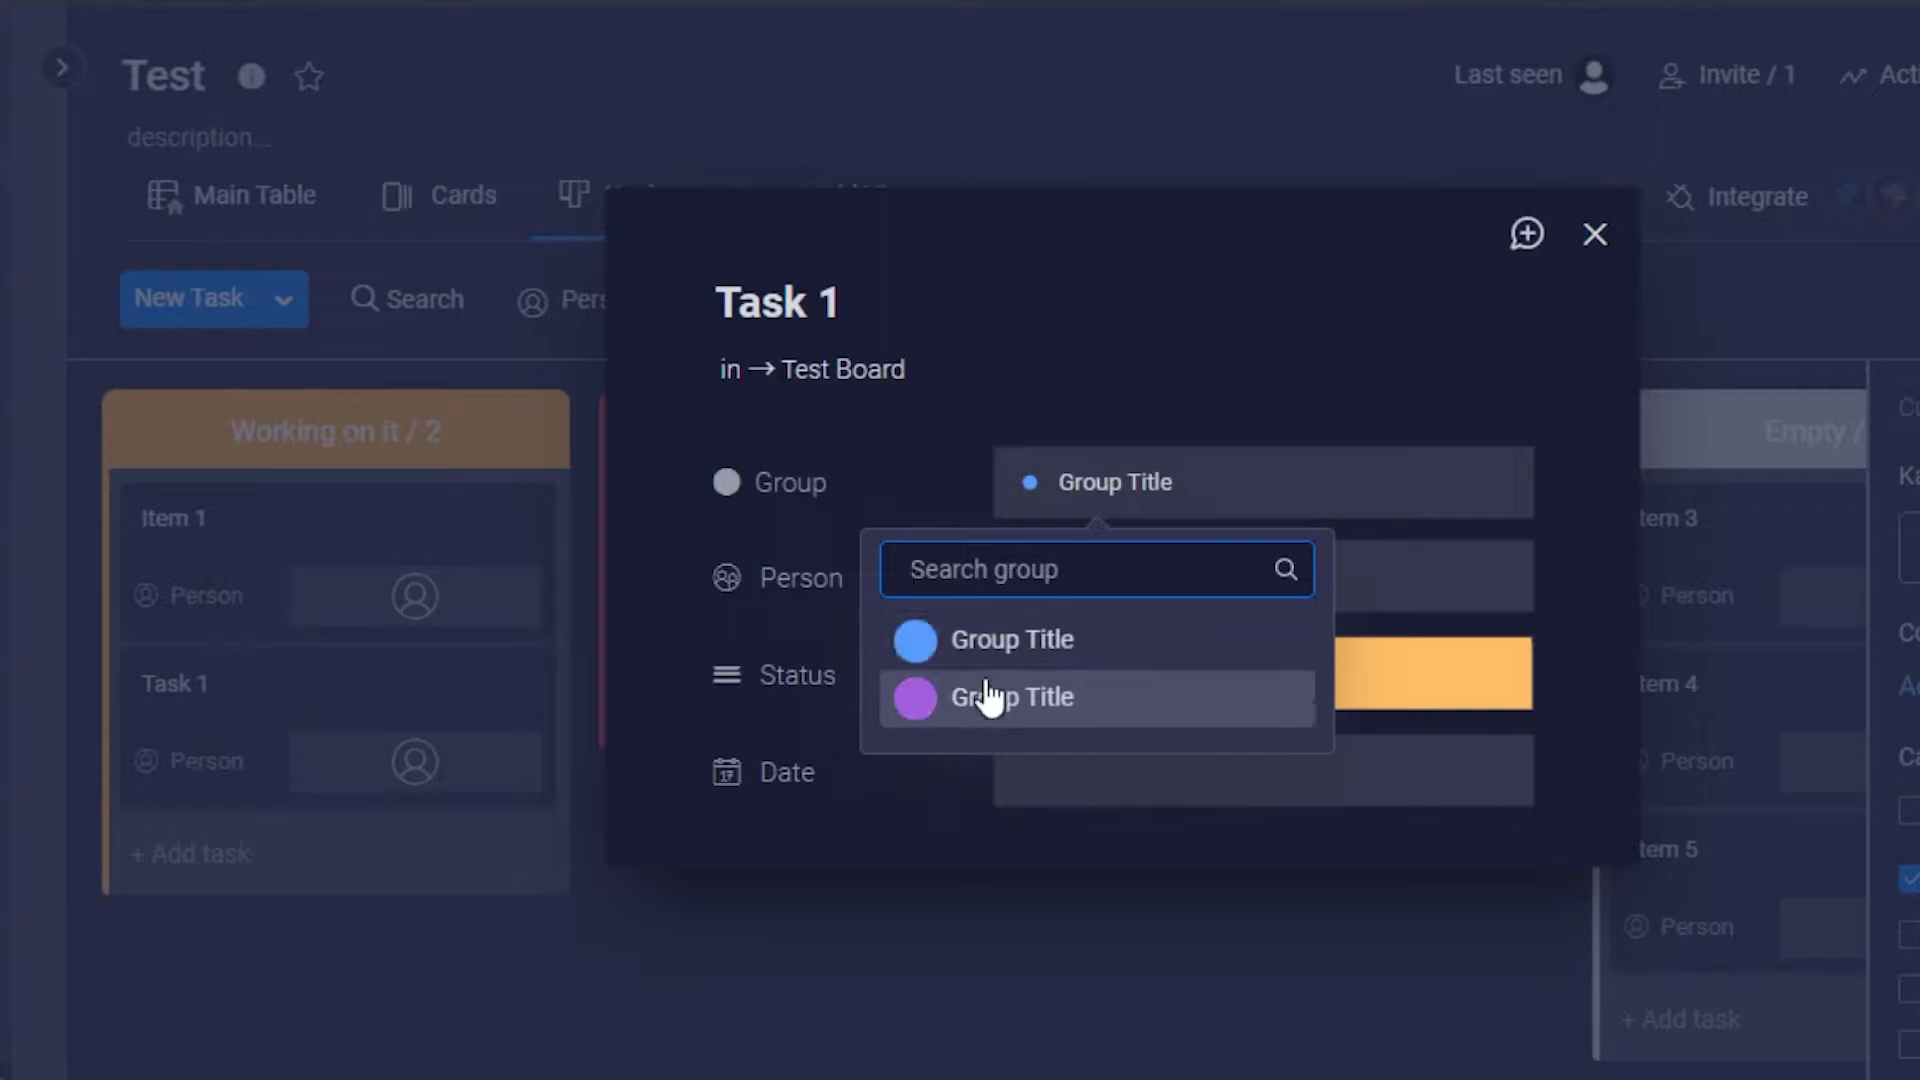 Test
Last seen
Invite / 1
description...
Main Table
Cards
Integrate
New Task
Search
Task 1
in → Test Board
Working on it / 2
Empty /
Group
Group Title
Item 1
Person
Search group
Person
Group Title
Status
Group Title
Task 1
Person
Date
+ Add task
tem 3
Person
tem 4
Person
tem 5
Person
+ Add task
17